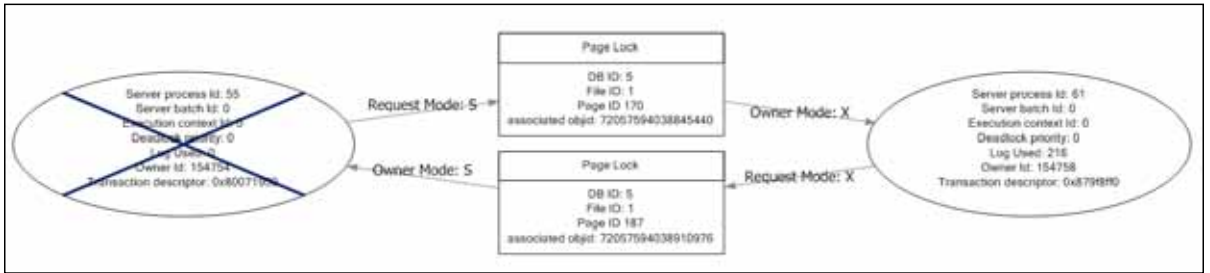 Server process Id: 55
Server batch Id: 0
Execution context Id: 0
Deadlock priority: 0
Log Used: 0
Owner Id: 154754
Transaction descriptor:
Request Mode: S
Owner Mode: S
Page Lock
DB ID: 5
File ID: 1
Page ID 170
associated objid: 72057594038845440
Page Lock
DB ID: 5
File ID: 1
Page ID 187
associated objid: 72057594038910976
Owner Mode: X
Request Mode: X
Server process Id: 61
Server batch Id: 0
Execution context Id: 0
Deadlock priority: 0
Log Used: 216
Owner Id: 154758
Transaction descriptor: 0x879f8ff0